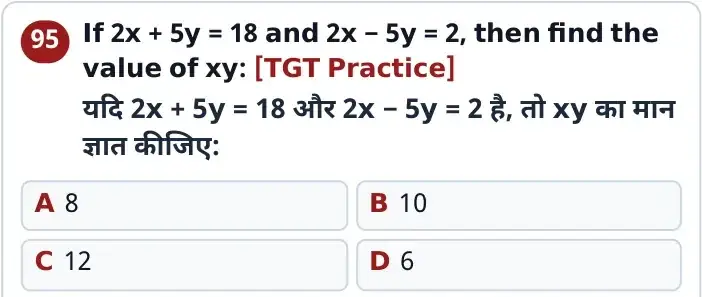 95 If 2x + 5y = 18 and 2x − 5y = 2, then find the
value of xy: [TGT Practice]
यदि 2x + 5y = 18 और 2x − 5y = 2 है, तो xy का मान
ज्ञात कीजिए:
A 8
B 10
C 12
D 6